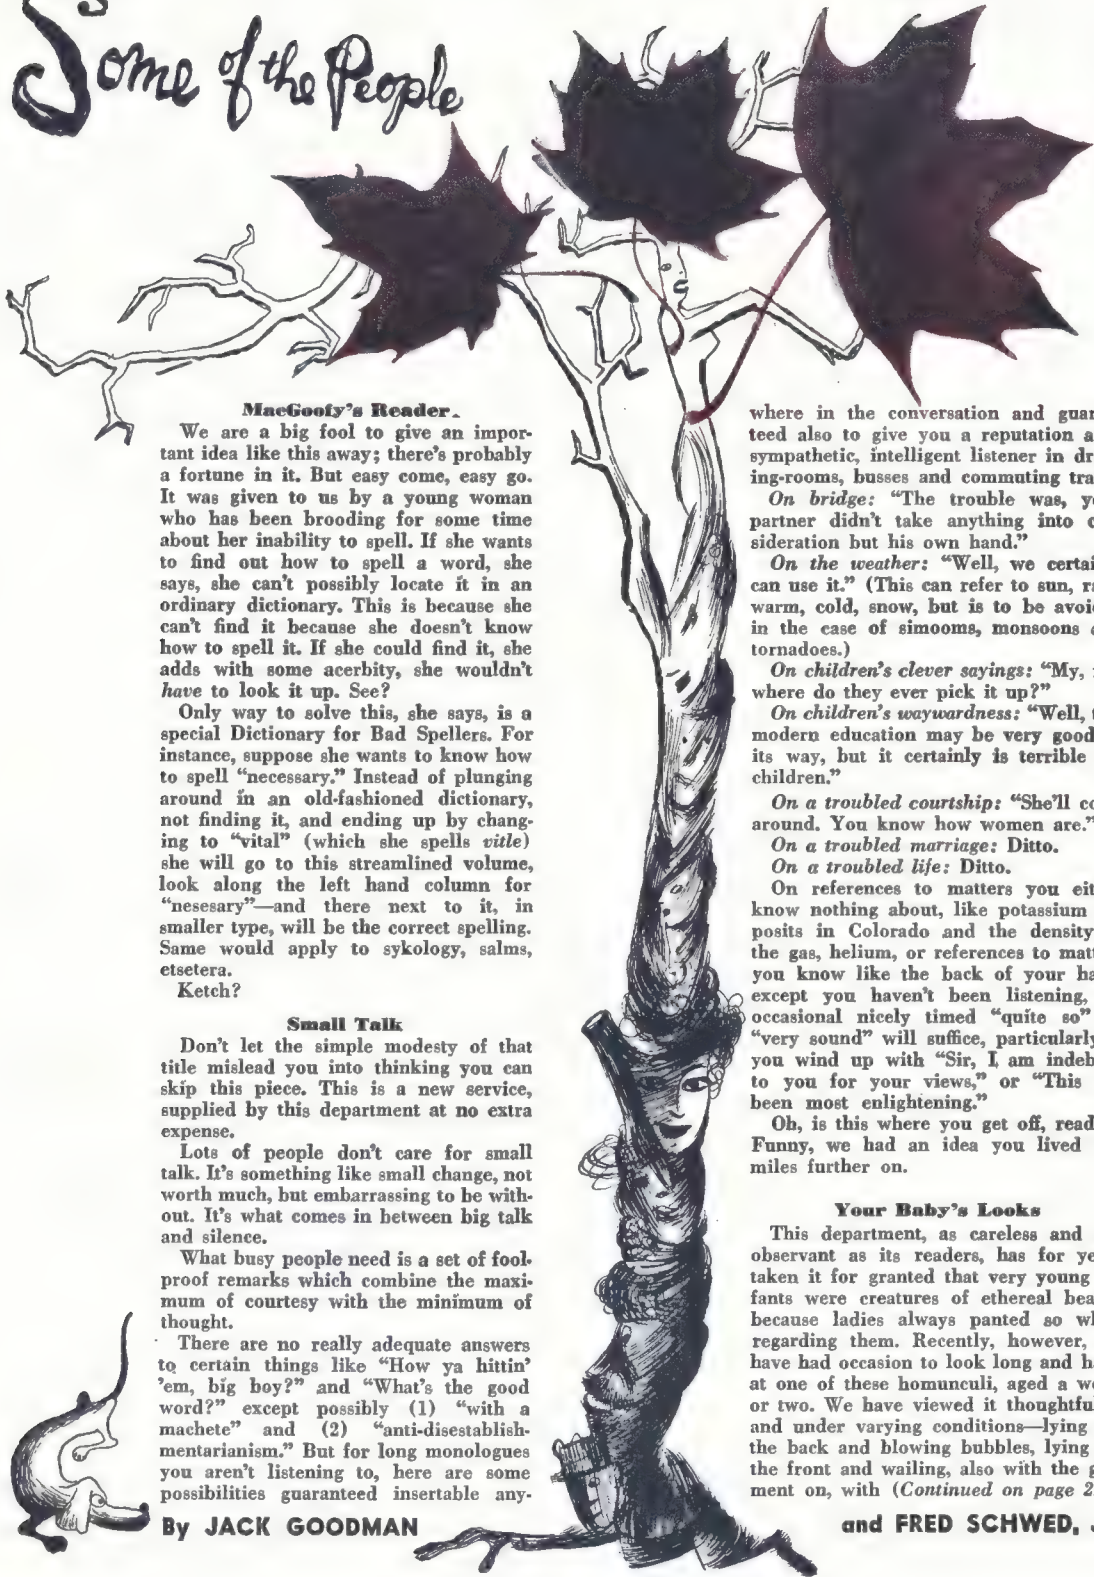 Some of the People
MacGoofy's Reader.
We are a big fool to give an impor-
tant idea like this away; there's probably
a fortune in it. But easy come, easy go.
It was given to us by a young woman
who has been brooding for some time
about her inability to spell. If she wants
to find out how to spell a word, she
says, she can't possibly locate it in an
ordinary dictionary. This is because she
can't find it because she doesn't know
how to spell it. If she could find it, she
adds with some acerbity, she wouldn't
have to look it up. See?
Only way to solve this, she says, is a
special Dictionary for Bad Spellers. For
instance, suppose she wants to know how
to spell "necessary." Instead of plunging
around in an old-fashioned dictionary,
not finding it, and ending up by chang-
ing to "vital" (which she spells vitle)
she will go to this streamlined volume,
look along the left hand column for
"nesesary"—and there next to it, in
smaller type, will be the correct spelling.
Same would apply to sykology, salms,
etsetera.
Ketch?
Small Talk
Don't let the simple modesty of that
title mislead you into thinking you can
skip this piece. This is a new service,
supplied by this department at no extra
expense.
Lots of people don't care for small
talk. It's something like small change, not
worth much, but embarrassing to be with-
out. It's what comes in between big talk
and silence.
What busy people need is a set of fool-
proof remarks which combine the maxi-
mum of courtesy with the minimum of
thought.
There are no really adequate answers
to certain things like "How ya hittin'
'em, big boy?" and "What's the good
word?" except possibly (1) "with a
machete" and (2) "anti-disestablish-
mentarianism." But for long monologues
you aren't listening to, here are some
possibilities guaranteed insertable any-
By JACK GOODMAN
where in the conversation and guar
teed also to give you a reputation a
sympathetic, intelligent listener in dr
ing-rooms, busses and commuting tra
On bridge: "The trouble was, yo
partner didn't take anything into c
sideration but his own hand."
On the weather: "Well, we certai
can use it." (This can refer to sun, ra
warm, cold, snow, but is to be avoi
in the case of simooms, monsoons o
tornadoes.)
On children's clever sayings: "My,
where do they ever pick it up?"
On children's waywardness: "Well, t
modern education may be very good
its way, but it certainly is terrible
children."
On a troubled courtship: "She'll co
around. You know how women are."
On a troubled marriage: Ditto.
On a troubled life: Ditto.
On references to matters you eit
know nothing about, like potassium
posits in Colorado and the density
the gas, helium, or references to matt
you know like the back of your ha
except you haven't been listening,
occasional nicely timed "quite so"
"very sound" will suffice, particularly
you wind up with "Sir, I am indeb
to you for your views," or "This
been most enlightening."
Oh, is this where you get off, read
Funny, we had an idea you lived
miles further on.
Your Baby's Looks
This department, as careless and
observant as its readers, has for ye
taken it for granted that very young
fants were creatures of ethereal bea
because ladies always panted so wh
regarding them. Recently, however,
have had occasion to look long and ha
at one of these homunculi, aged a we
or two. We have viewed it thoughtful
and under varying conditions—lying
the back and blowing bubbles, lying
the front and wailing, also with the g
ment on, with (Continued on page 2
and FRED SCHWED,